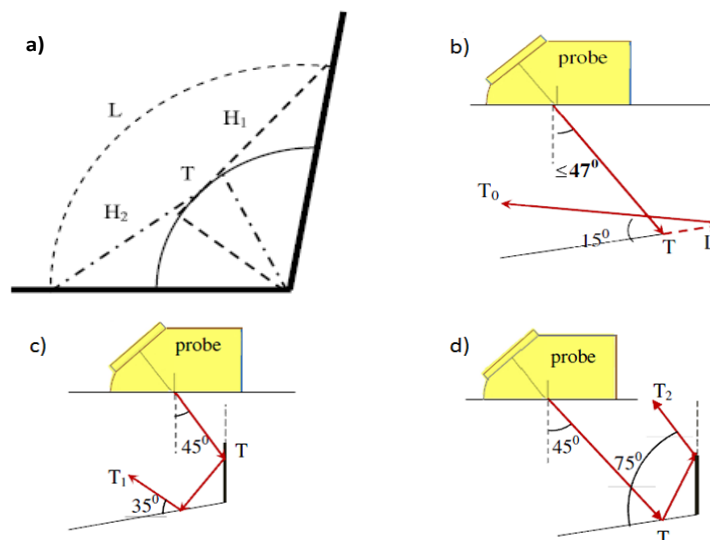 a)
L
H₁
T
H₂
b)
probe
≤47⁰
T₀
15⁰
T
L
c)
probe
45⁰
T
T₁
35⁰
d)
probe
T₂
45⁰
75⁰
T